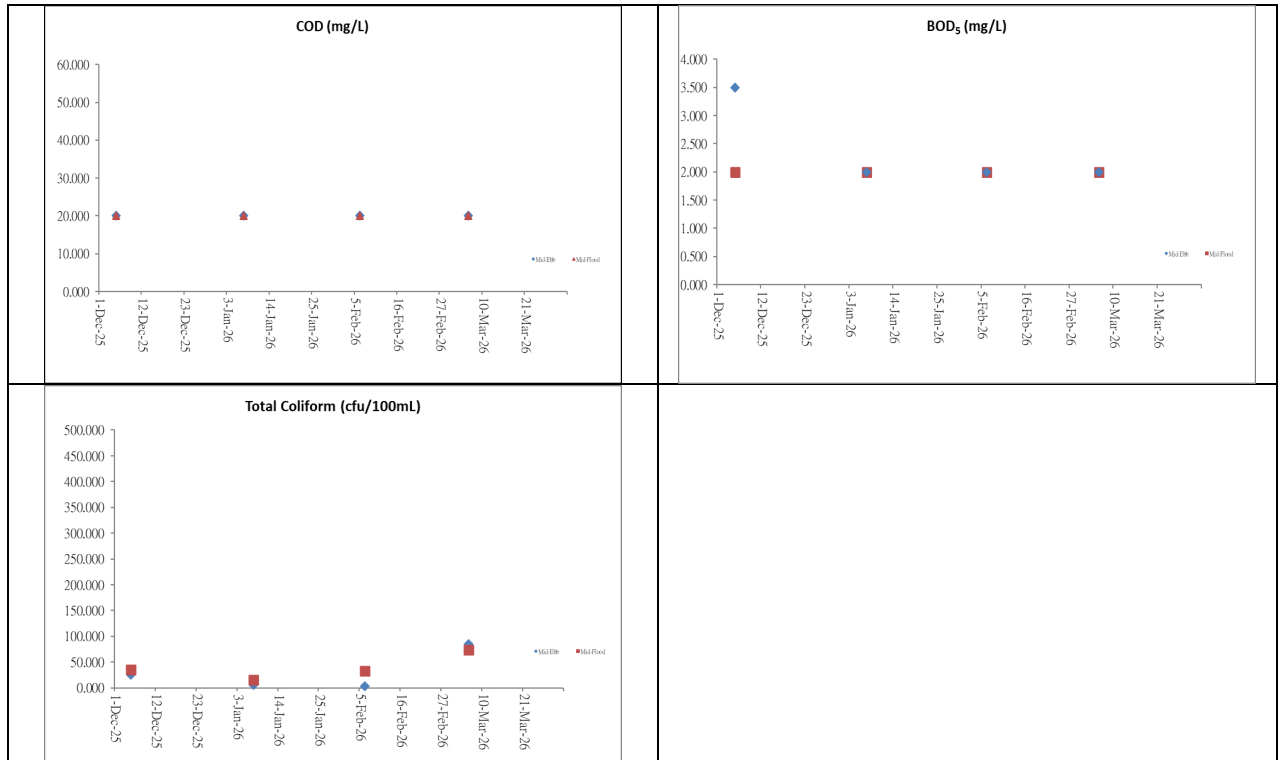 COD (mg/L)
60.000
50.000
40.000
30.000
20.000
10.000
0.000
1-Dec-25
12-Dec-25
23-Dec-25
3-Jan-26
14-Jan-26
25-Jan-26
5-Feb-26
16-Feb-26
27-Feb-26
10-Mar-26
21-Mar-26
Mid-Ebb Mid-Flood
BOD₅ (mg/L)
4.000
3.500
3.000
2.500
2.000
1.500
1.000
0.500
0.000
1-Dec-25
12-Dec-25
23-Dec-25
3-Jan-26
14-Jan-26
25-Jan-26
5-Feb-26
16-Feb-26
27-Feb-26
10-Mar-26
21-Mar-26
Mid-Ebb Mid-Flood
Total Coliform (cfu/100mL)
500.000
450.000
400.000
350.000
300.000
250.000
200.000
150.000
100.000
50.000
0.000
1-Dec-25
12-Dec-25
23-Dec-25
3-Jan-26
14-Jan-26
25-Jan-26
5-Feb-26
16-Feb-26
27-Feb-26
10-Mar-26
21-Mar-26
Mid-Ebb Mid-Flood